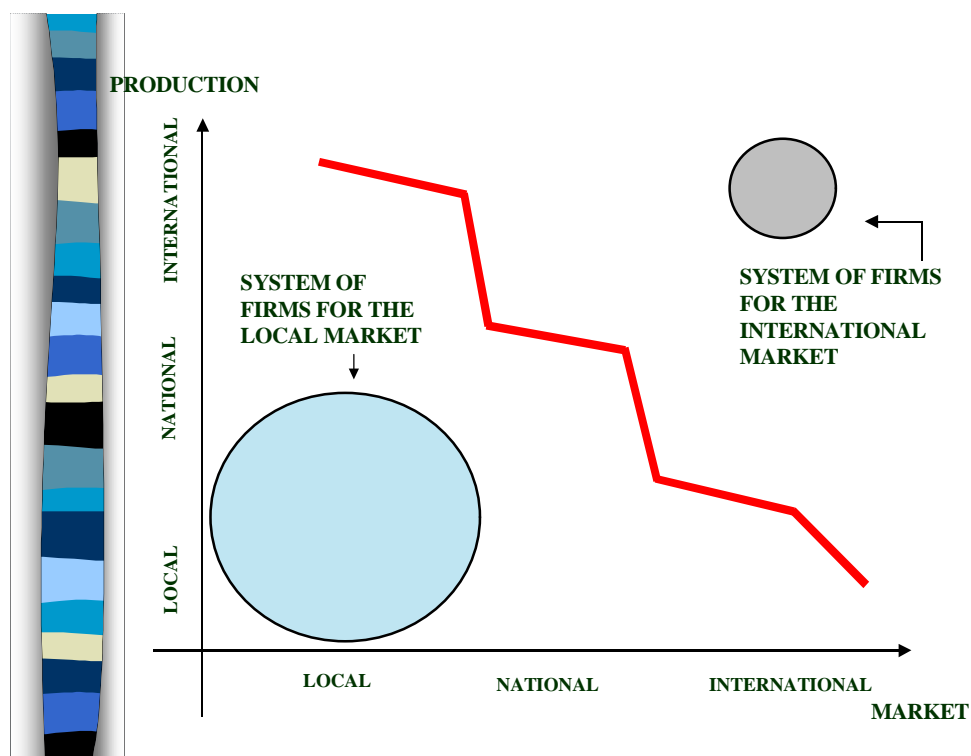 PRODUCTION
INTERNATIONAL
NATIONAL
LOCAL
SYSTEM OF
FIRMS FOR THE
LOCAL MARKET
SYSTEM OF FIRMS
FOR THE
INTERNATIONAL
MARKET
LOCAL
NATIONAL
INTERNATIONAL
MARKET